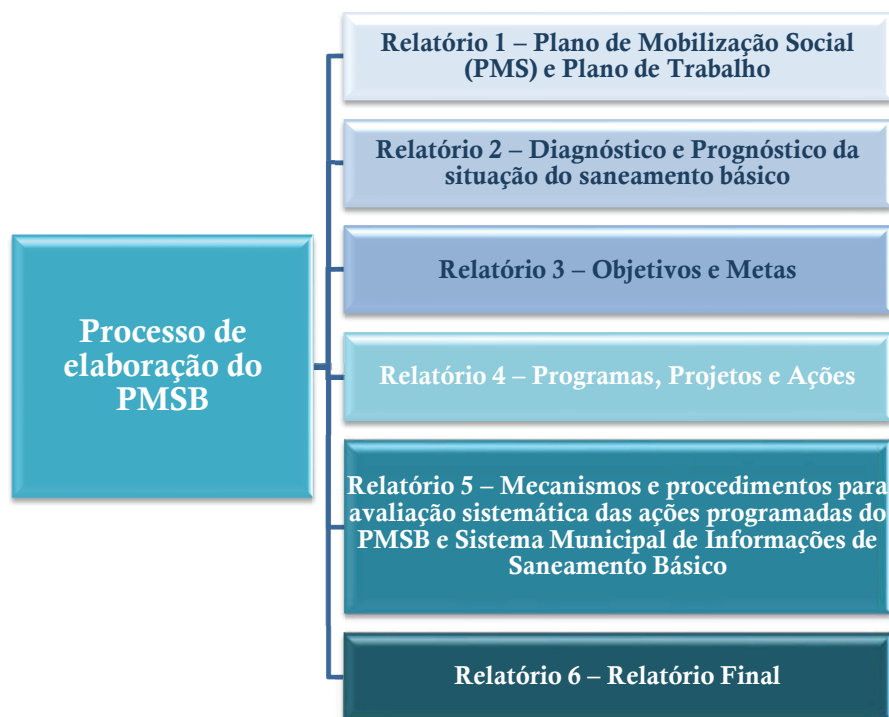 Processo de
elaboração do
PMSB
Relatório 1 – Plano de Mobilização Social
(PMS) e Plano de Trabalho
Relatório 2 – Diagnóstico e Prognóstico da
situação do saneamento básico
Relatório 3 – Objetivos e Metas
Relatório 4 – Programas, Projetos e Ações
Relatório 5 – Mecanismos e procedimentos para
avaliação sistemática das ações programadas do
PMSB e Sistema Municipal de Informações de
Saneamento Básico
Relatório 6 – Relatório Final